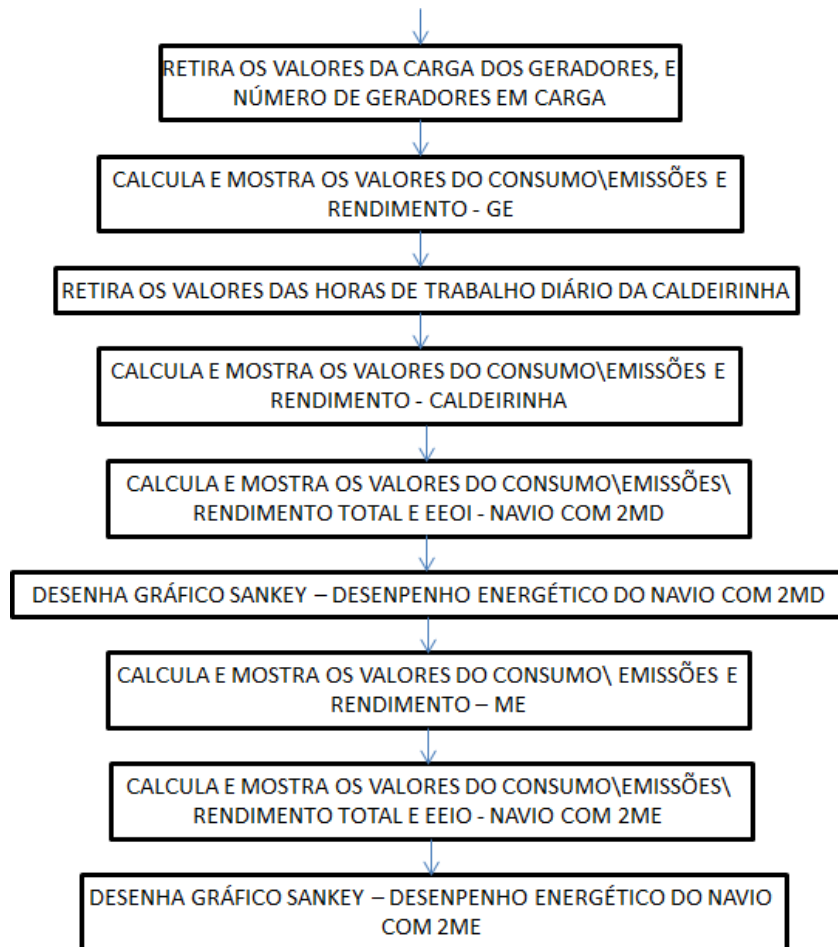 RETIRA OS VALORES DA CARGA DOS GERADORES, E
NÚMERO DE GERADORES EM CARGA
CALCULA E MOSTRA OS VALORES DO CONSUMO\EMISSÕES E
RENDIMENTO - GE
RETIRA OS VALORES DAS HORAS DE TRABALHO DIÁRIO DA CALDEIRINHA
CALCULA E MOSTRA OS VALORES DO CONSUMO\EMISSÕES E
RENDIMENTO - CALDEIRINHA
CALCULA E MOSTRA OS VALORES DO CONSUMO\EMISSÕES\
RENDIMENTO TOTAL E EEOI - NAVIO COM 2MD
DESENHA GRÁFICO SANKEY – DESENPENHO ENERGÉTICO DO NAVIO COM 2MD
CALCULA E MOSTRA OS VALORES DO CONSUMO\ EMISSÕES E
RENDIMENTO – ME
CALCULA E MOSTRA OS VALORES DO CONSUMO\EMISSÕES\
RENDIMENTO TOTAL E EEIO - NAVIO COM 2ME
DESENHA GRÁFICO SANKEY – DESENPENHO ENERGÉTICO DO NAVIO
COM 2ME